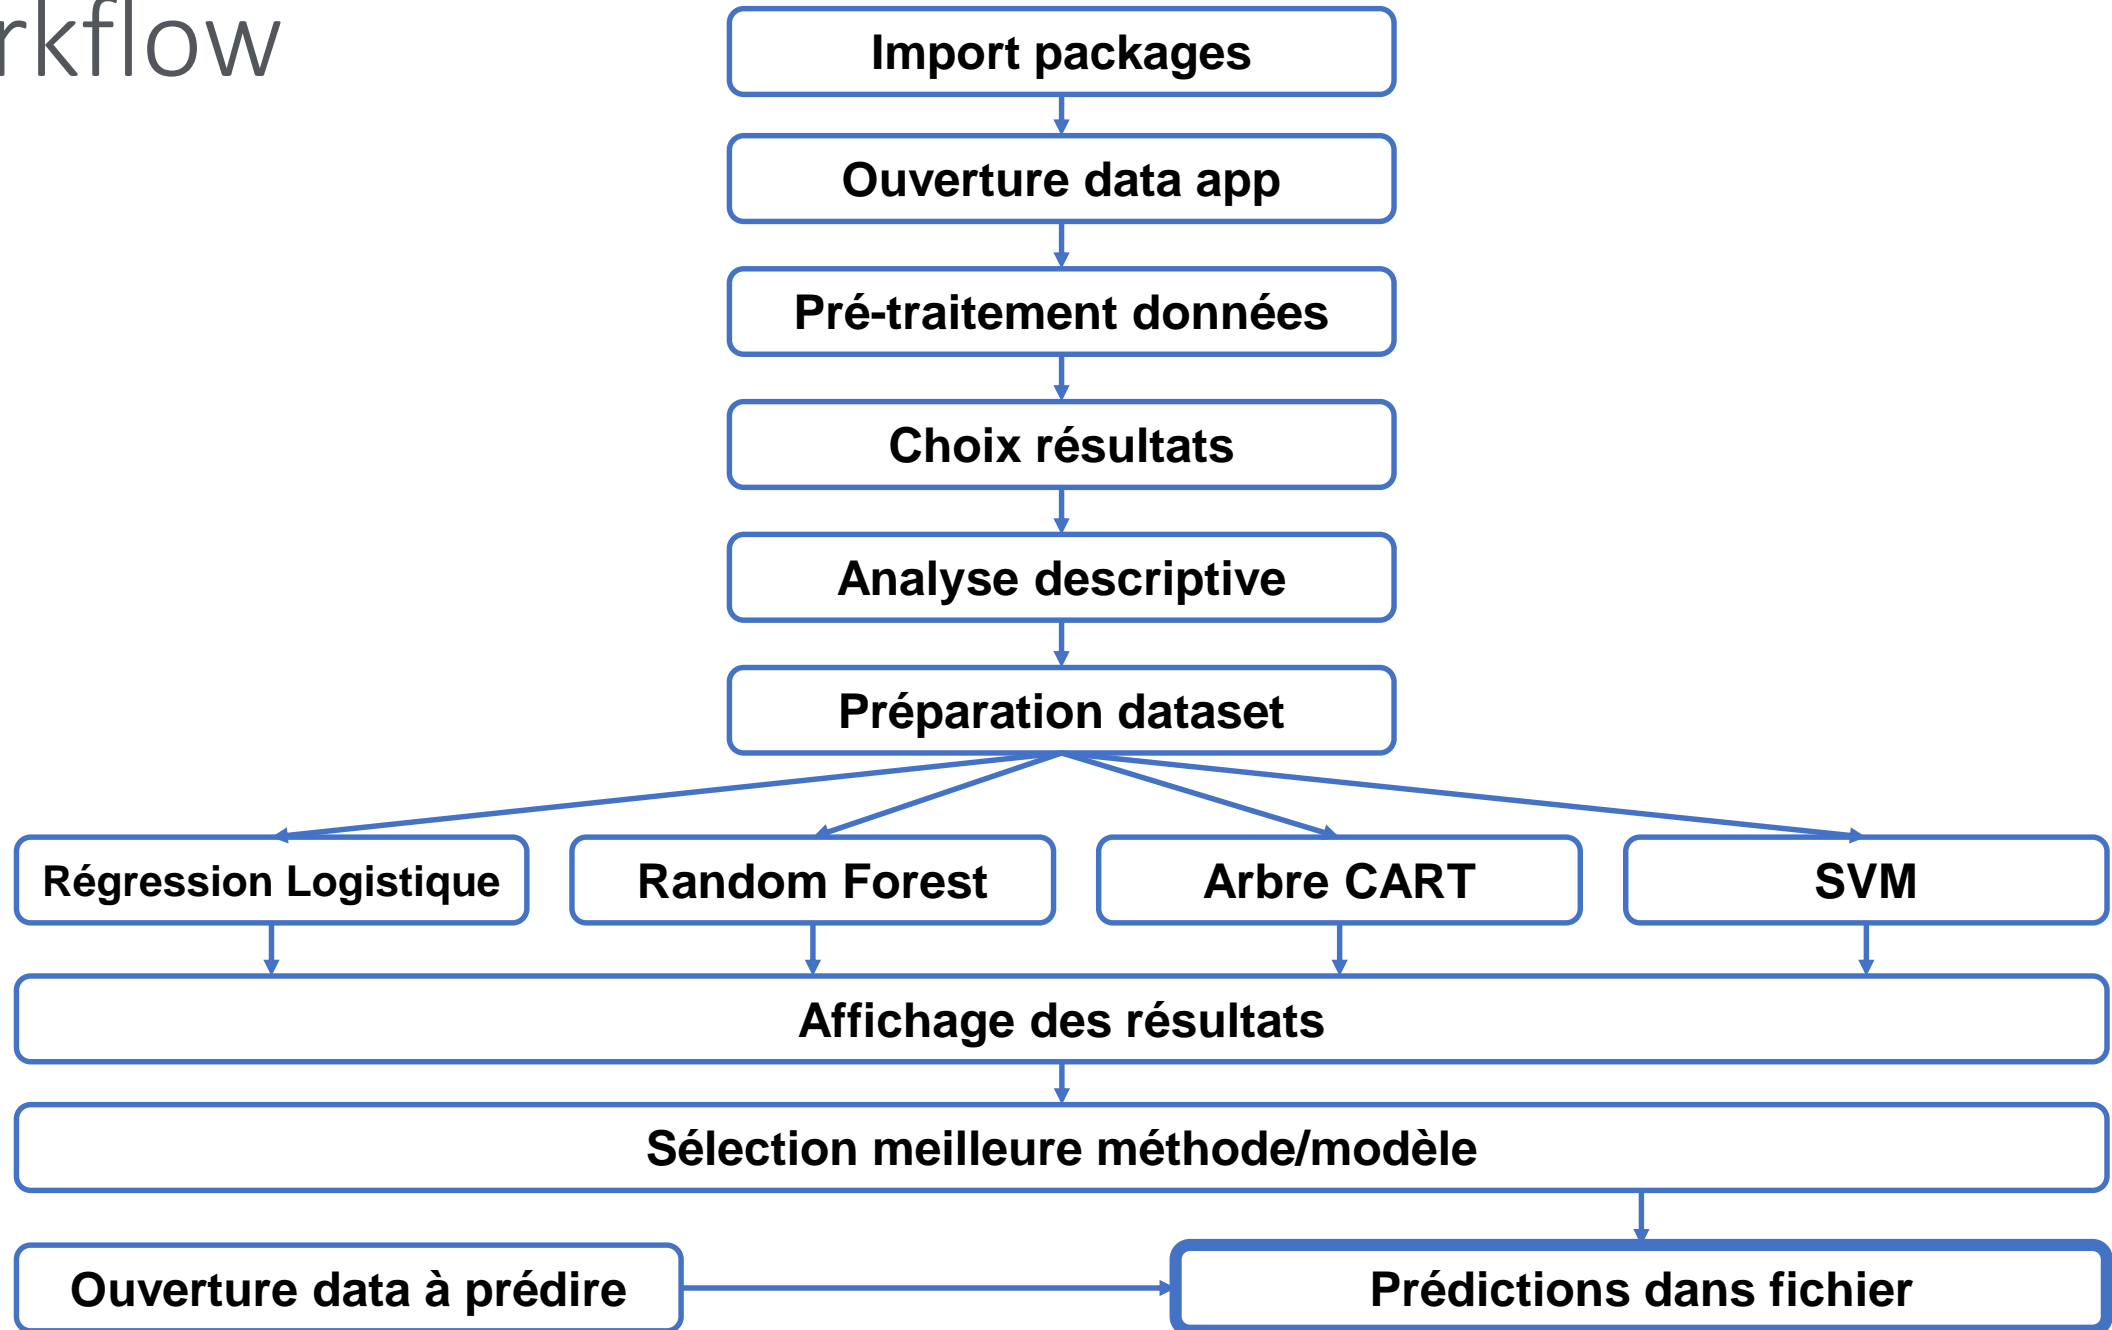 rkflow
Import packages
Ouverture data app
Pré-traitement données
Choix résultats
Analyse descriptive
Préparation dataset
Régression Logistique
Random Forest
Arbre CART
SVM
Affichage des résultats
Sélection meilleure méthode/modèle
Ouverture data à prédire
Prédictions dans fichier